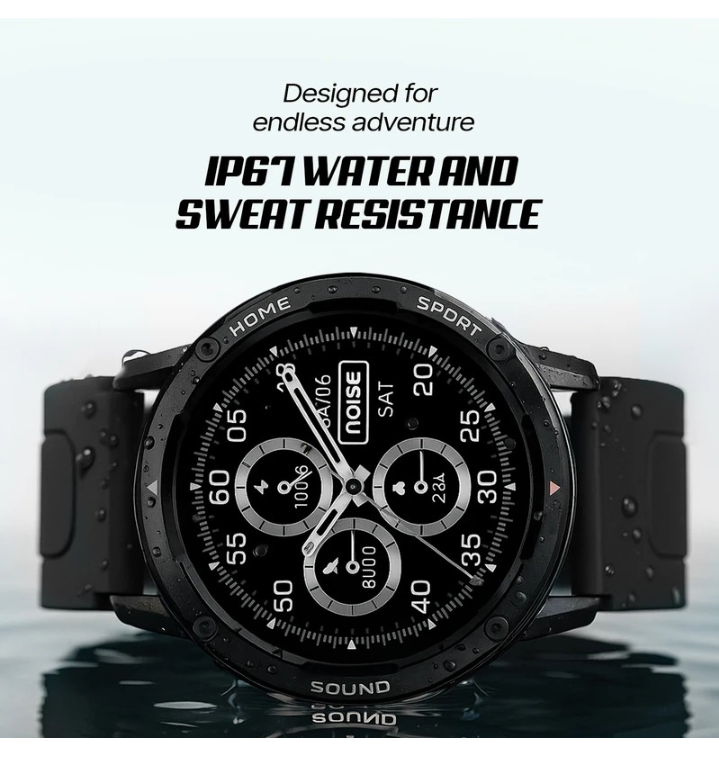 Designed for
endless adventure
IP67 WATER AND
SWEAT RESISTANCE
HOME
SPDRT
NOISE
SAT
20
05
25
60
100%
30
55
35
8000
50
40
SOUND